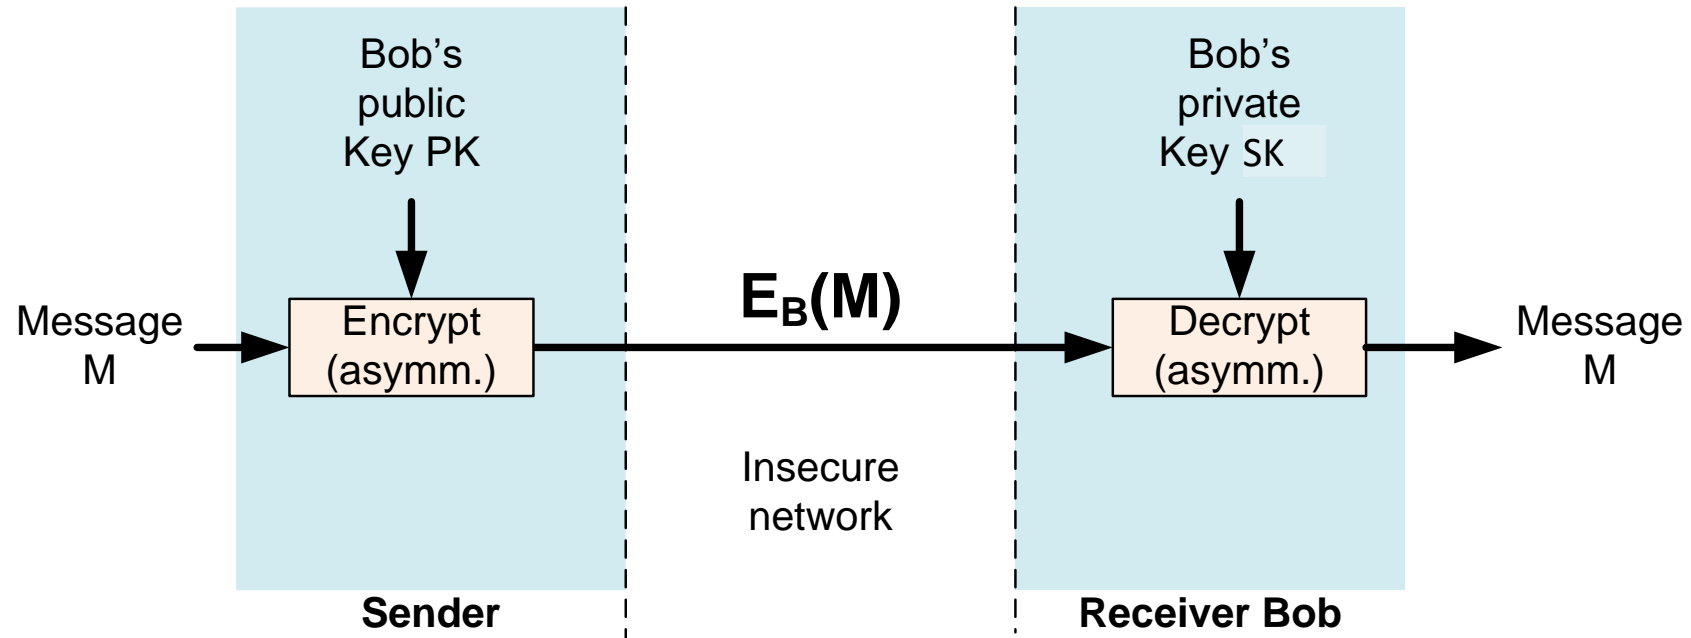 Bob’s
public
Key PK
Bob’s
private
Key SK
Message
M
Encrypt
(asymm.)
E_B(M)
Decrypt
(asymm.)
Message
M
Insecure
network
Sender
Receiver Bob